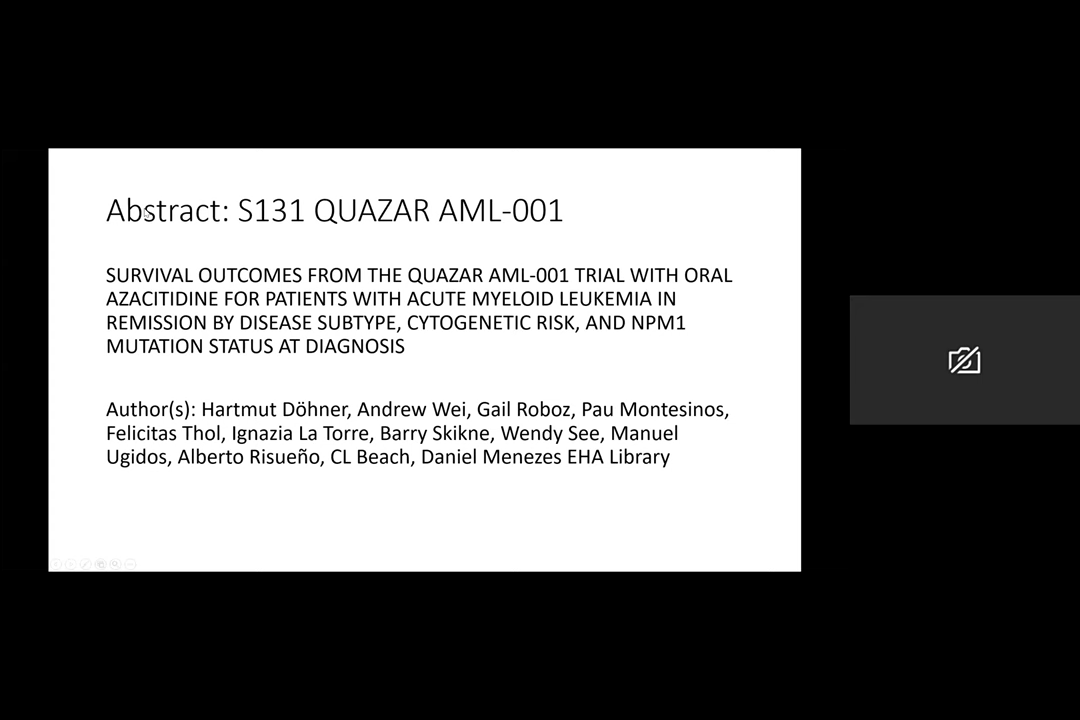 Abstract: S131 QUAZAR AML-001
SURVIVAL OUTCOMES FROM THE QUAZAR AML-001 TRIAL WITH ORAL
AZACITIDINE FOR PATIENTS WITH ACUTE MYELOID LEUKEMIA IN
REMISSION BY DISEASE SUBTYPE, CYTOGENETIC RISK, AND NPM1
MUTATION STATUS AT DIAGNOSIS
Author(s): Hartmut Döhner, Andrew Wei, Gail Roboz, Pau Montesinos,
Felicitas Thol, Ignazia La Torre, Barry Skikne, Wendy See, Manuel
Ugidos, Alberto Risueño, CL Beach, Daniel Menezes EHA Library